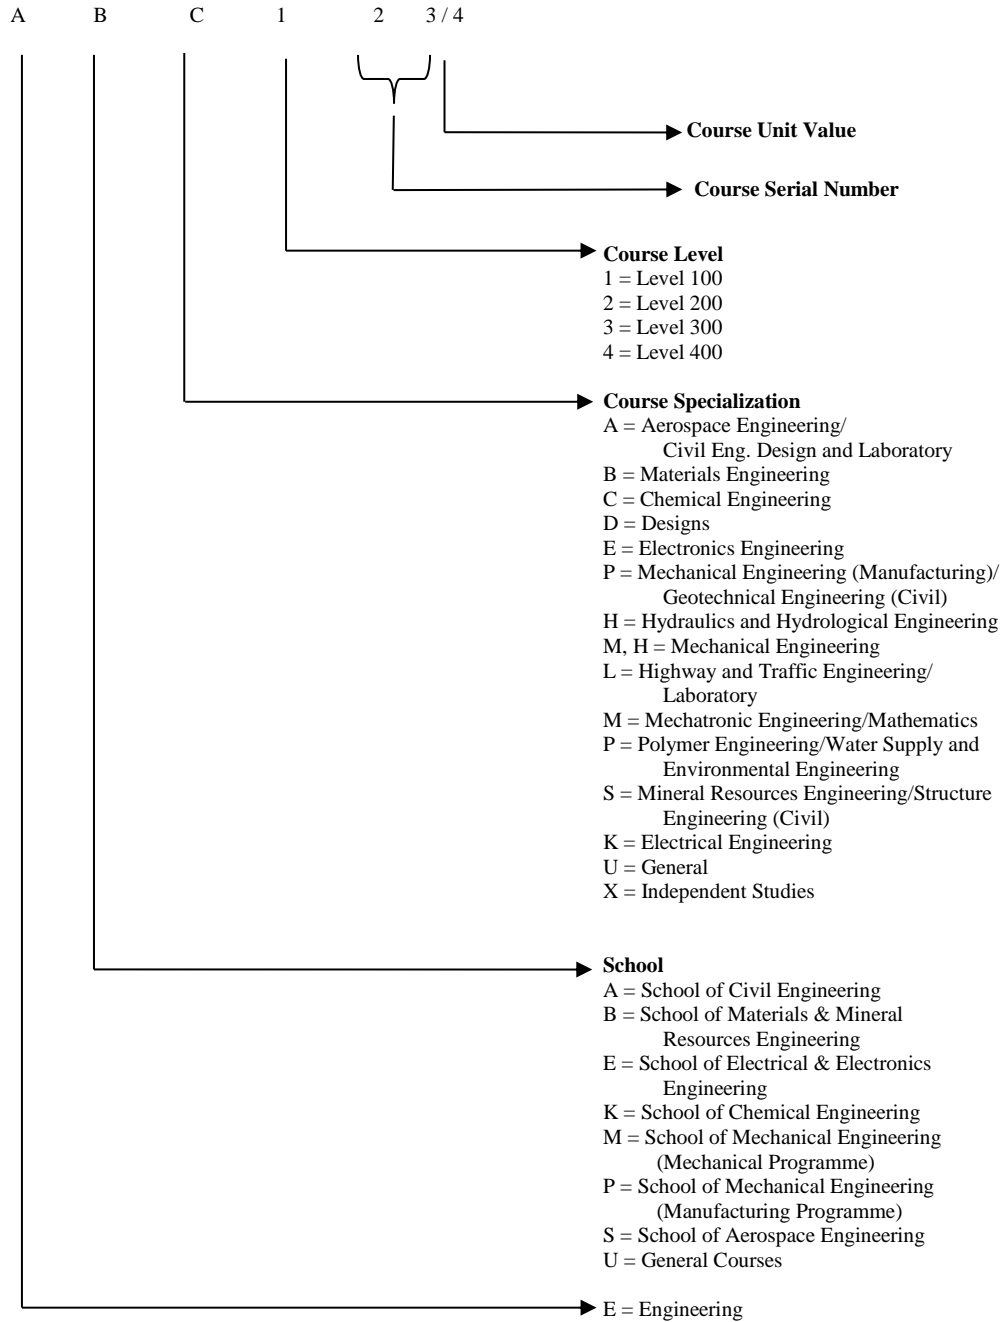 A B C 1 2 3 / 4
Course Unit Value
Course Serial Number
Course Level
1 = Level 100
2 = Level 200
3 = Level 300
4 = Level 400
Course Specialization
A = Aerospace Engineering/
Civil Eng. Design and Laboratory
B = Materials Engineering
C = Chemical Engineering
D = Designs
E = Electronics Engineering
P = Mechanical Engineering (Manufacturing)/
Geotechnical Engineering (Civil)
H = Hydraulics and Hydrological Engineering
M, H = Mechanical Engineering
L = Highway and Traffic Engineering/
Laboratory
M = Mechatronic Engineering/Mathematics
P = Polymer Engineering/Water Supply and
Environmental Engineering
S = Mineral Resources Engineering/Structure
Engineering (Civil)
K = Electrical Engineering
U = General
X = Independent Studies
School
A = School of Civil Engineering
B = School of Materials & Mineral
Resources Engineering
E = School of Electrical & Electronics
Engineering
K = School of Chemical Engineering
M = School of Mechanical Engineering
(Mechanical Programme)
P = School of Mechanical Engineering
(Manufacturing Programme)
S = School of Aerospace Engineering
U = General Courses
E = Engineering